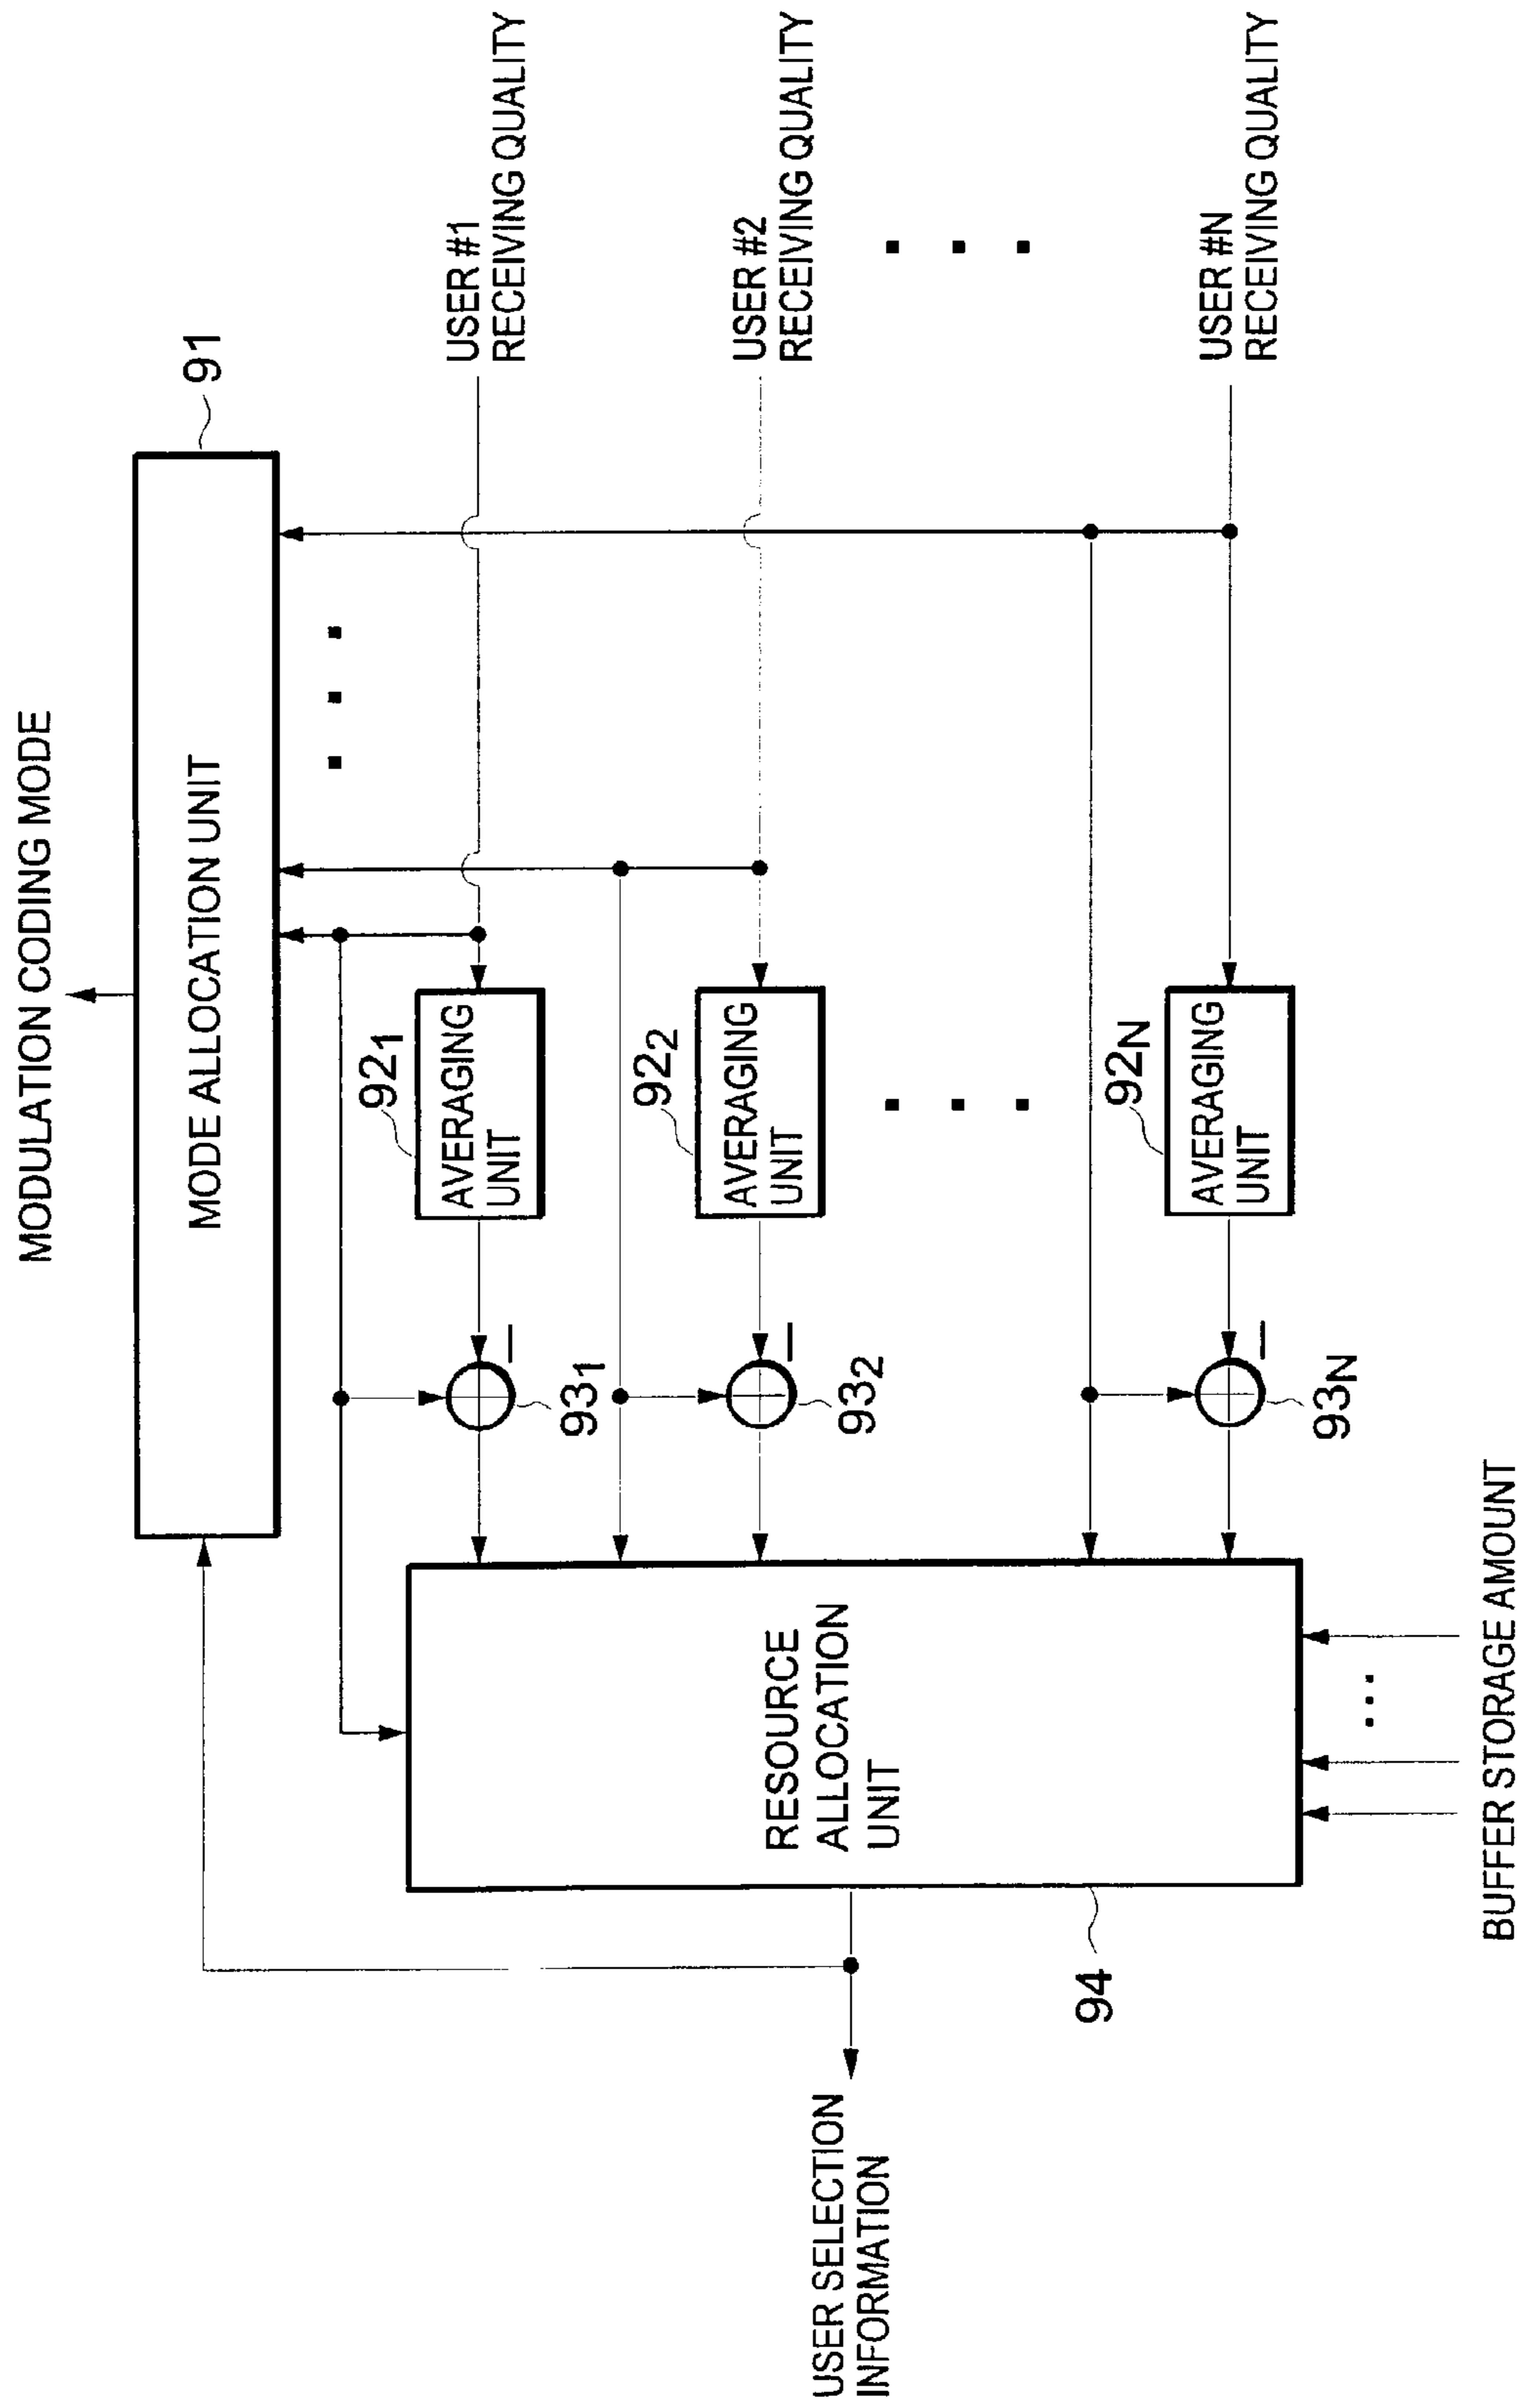 MODULATION CODING MODE
MODE ALLOCATION UNIT
91
USER #1
RECEIVING QUALITY
92₁
AVERAGING
UNIT
93₁
USER #2
RECEIVING QUALITY
92₂
AVERAGING
UNIT
93₂
USER #N
RECEIVING QUALITY
92N
AVERAGING
UNIT
93N
RESOURCE
ALLOCATION
UNIT
94
USER SELECTION
INFORMATION
BUFFER STORAGE AMOUNT